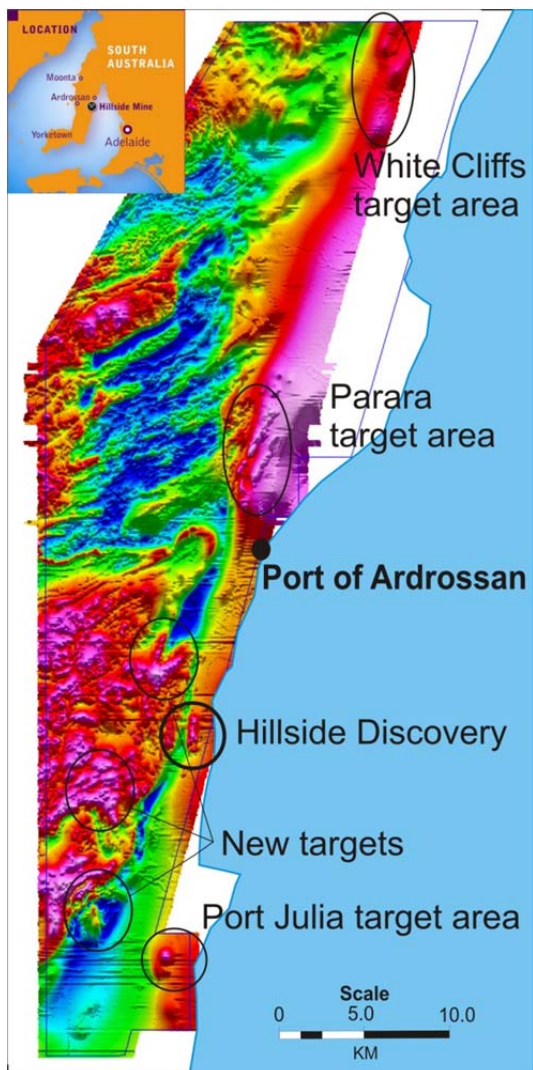 LOCATION
SOUTH
AUSTRALIA
Moonta
Ardrossan
Hillside Mine
Yorketown
Adelaide
White Cliffs
target area
Parara
target area
Port of Ardrossan
Hillside Discovery
New targets
Port Julia target area
Scale
0 5.0 10.0
KM